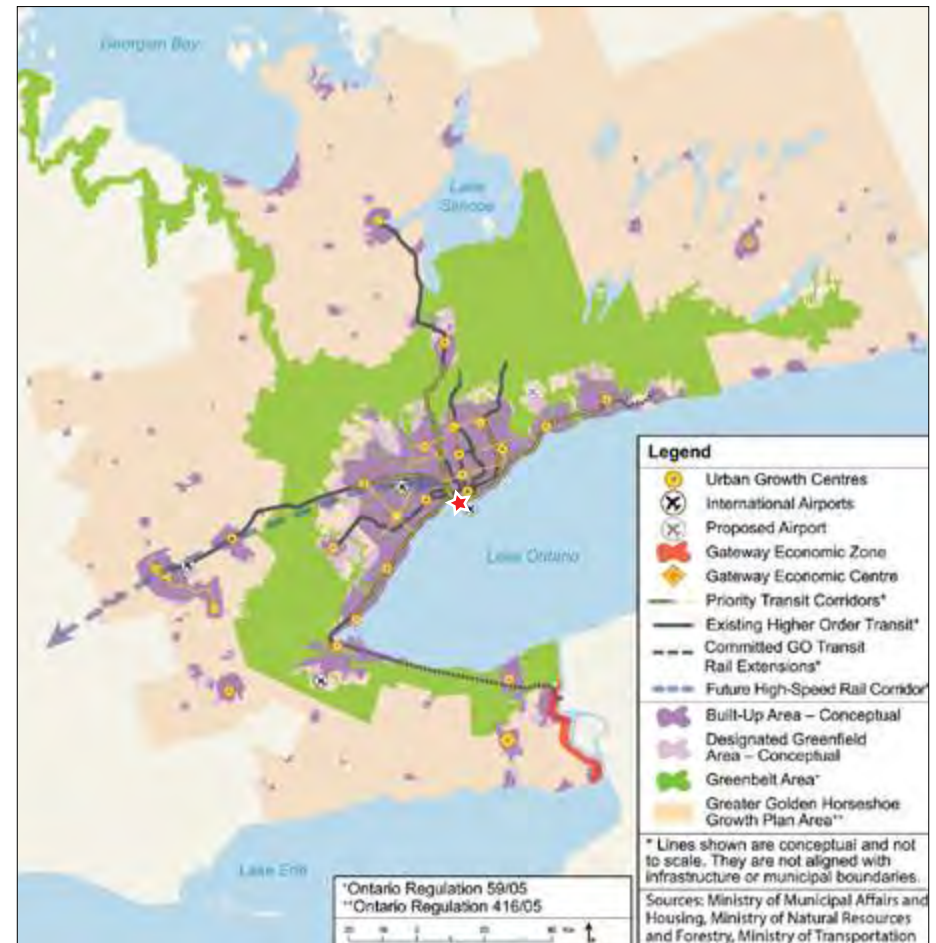 Georgian Bay
Lake
Simcoe
Lake Ontario
Lake Erie
Legend
Urban Growth Centres
International Airports
Proposed Airport
Gateway Economic Zone
Gateway Economic Centre
Priority Transit Corridors*
Existing Higher Order Transit*
Committed GO Transit
Rail Extensions*
Future High-Speed Rail Corridor*
Built-Up Area – Conceptual
Designated Greenfield
Area – Conceptual
Greenbelt Area*
Greater Golden Horseshoe
Growth Plan Area**
* Lines shown are conceptual and not
to scale. They are not aligned with
infrastructure or municipal boundaries.
Sources: Ministry of Municipal Affairs and
Housing, Ministry of Natural Resources
and Forestry, Ministry of Transportation
*Ontario Regulation 59/05
**Ontario Regulation 416/05